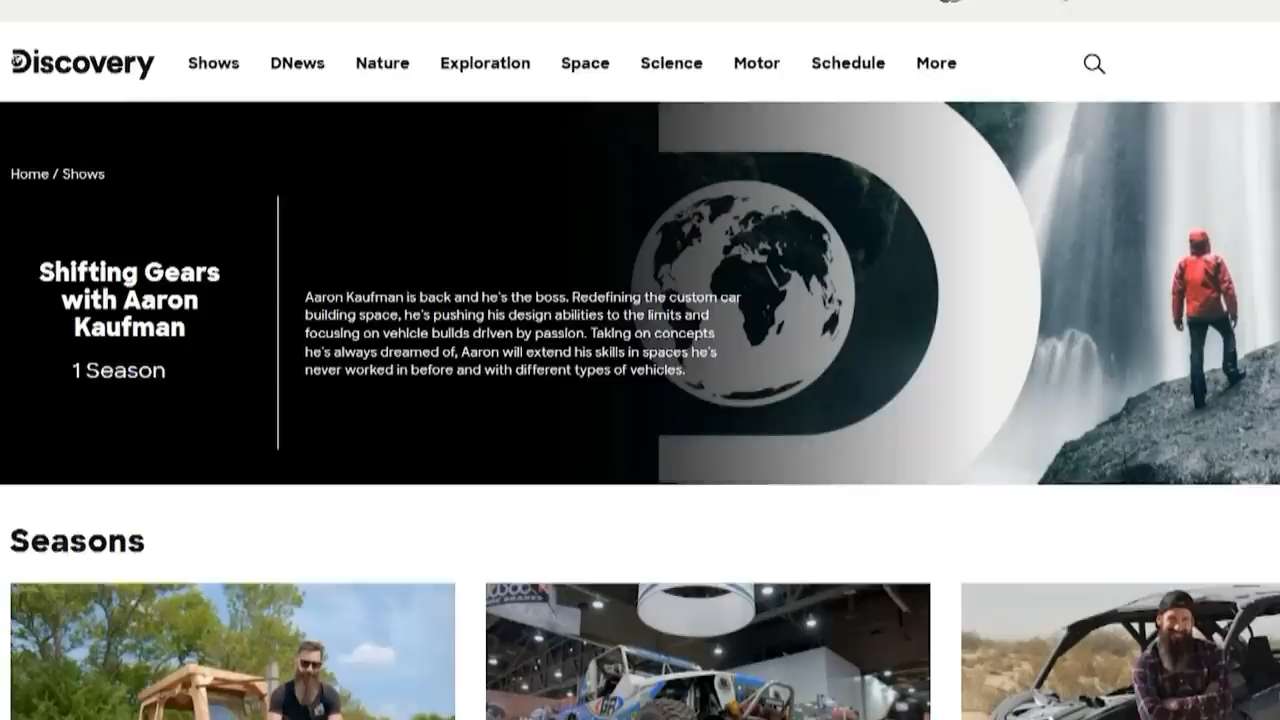 Discovery
Shows DNews Nature Exploration Space Science Motor Schedule More
Home / Shows
Shifting Gears
with Aaron
Kaufman
1 Season
Aaron Kaufman is back and he's the boss. Redefining the custom car
building space, he's pushing his design abilities to the limits and
focusing on vehicle builds driven by passion. Taking on concepts
he's always dreamed of, Aaron will extend his skills in spaces he's
never worked in before and with different types of vehicles.
Seasons